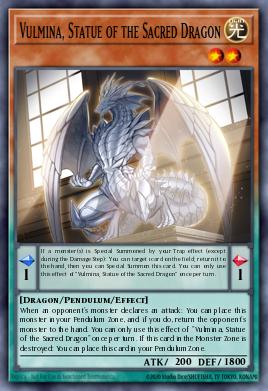 Vulmina, Statue of the Sacred Dragon
光
If a monster(s) is Special Summoned by your Trap effect (except
during the Damage Step): You can target 1 card on the field; return it to
the hand, then you can Special Summon this card. You can only use
this effect of "Vulmina, Statue of the Sacred Dragon" once per turn.
1
1
[Dragon/Pendulum/Effect]
When an opponent's monster declares an attack: You can place this
monster in your Pendulum Zone, and if you do, return the opponent's
monster to the hand. You can only use this effect of "Vulmina, Statue
of the Sacred Dragon" once per turn. If this card in the Monster Zone is
destroyed: You can place this card in your Pendulum Zone.
ATK/ 200 DEF/ 1800